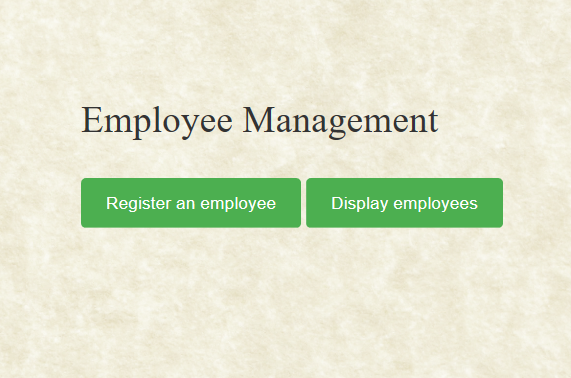 Employee Management
Register an employee
Display employees